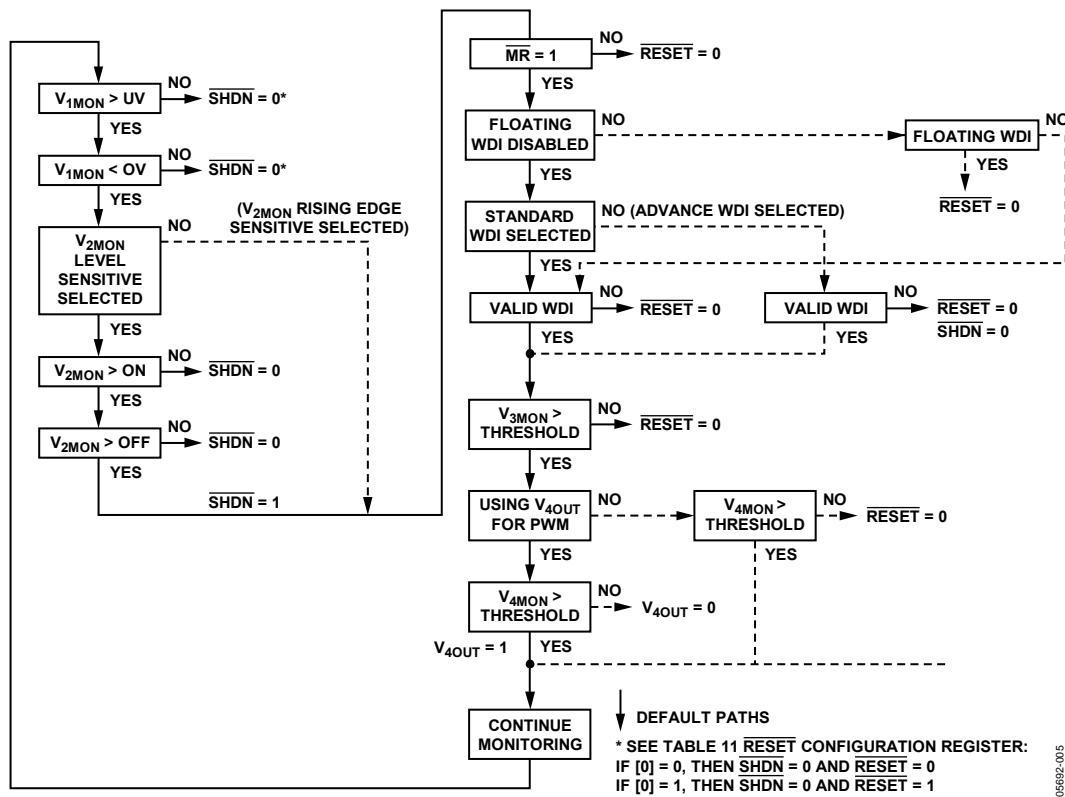 V1MON > UV
NO
SHDN = 0*
YES
V1MON < OV
NO
SHDN = 0*
YES
V2MON
LEVEL
SENSITIVE
SELECTED
NO
(V2MON RISING EDGE
SENSITIVE SELECTED)
YES
V2MON > ON
NO
SHDN = 0
YES
V2MON > OFF
NO
SHDN = 0
YES
SHDN = 1
MR = 1
NO
RESET = 0
YES
FLOATING
WDI DISABLED
NO
YES
FLOATING WDI
NO
YES
RESET = 0
STANDARD
WDI SELECTED
NO (ADVANCE WDI SELECTED)
YES
VALID WDI
NO
RESET = 0
YES
VALID WDI
NO
RESET = 0
SHDN = 0
YES
V3MON >
THRESHOLD
NO
RESET = 0
YES
USING V4OUT
FOR PWM
NO
YES
V4MON >
THRESHOLD
NO
RESET = 0
YES
V4MON >
THRESHOLD
NO
V4OUT = 0
V4OUT = 1
YES
CONTINUE
MONITORING
DEFAULT PATHS
* SEE TABLE 11 RESET CONFIGURATION REGISTER:
IF [0] = 0, THEN SHDN = 0 AND RESET = 0
IF [0] = 1, THEN SHDN = 0 AND RESET = 1
05692-005